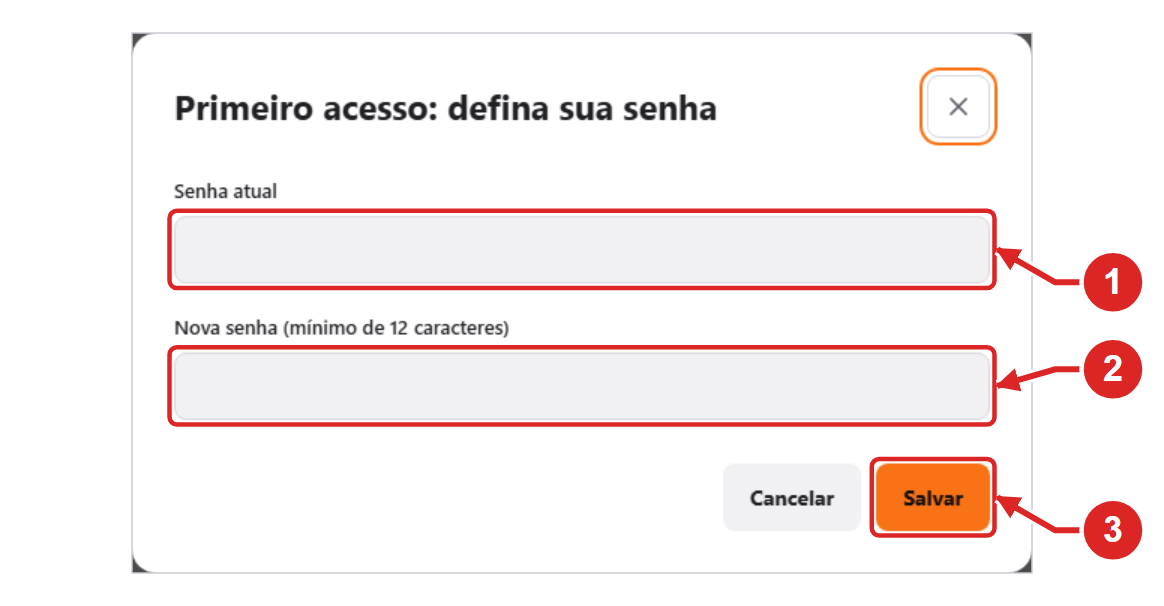 Primeiro acesso: defina sua senha
Senha atual
1
Nova senha (mínimo de 12 caracteres)
2
Cancelar
Salvar
3